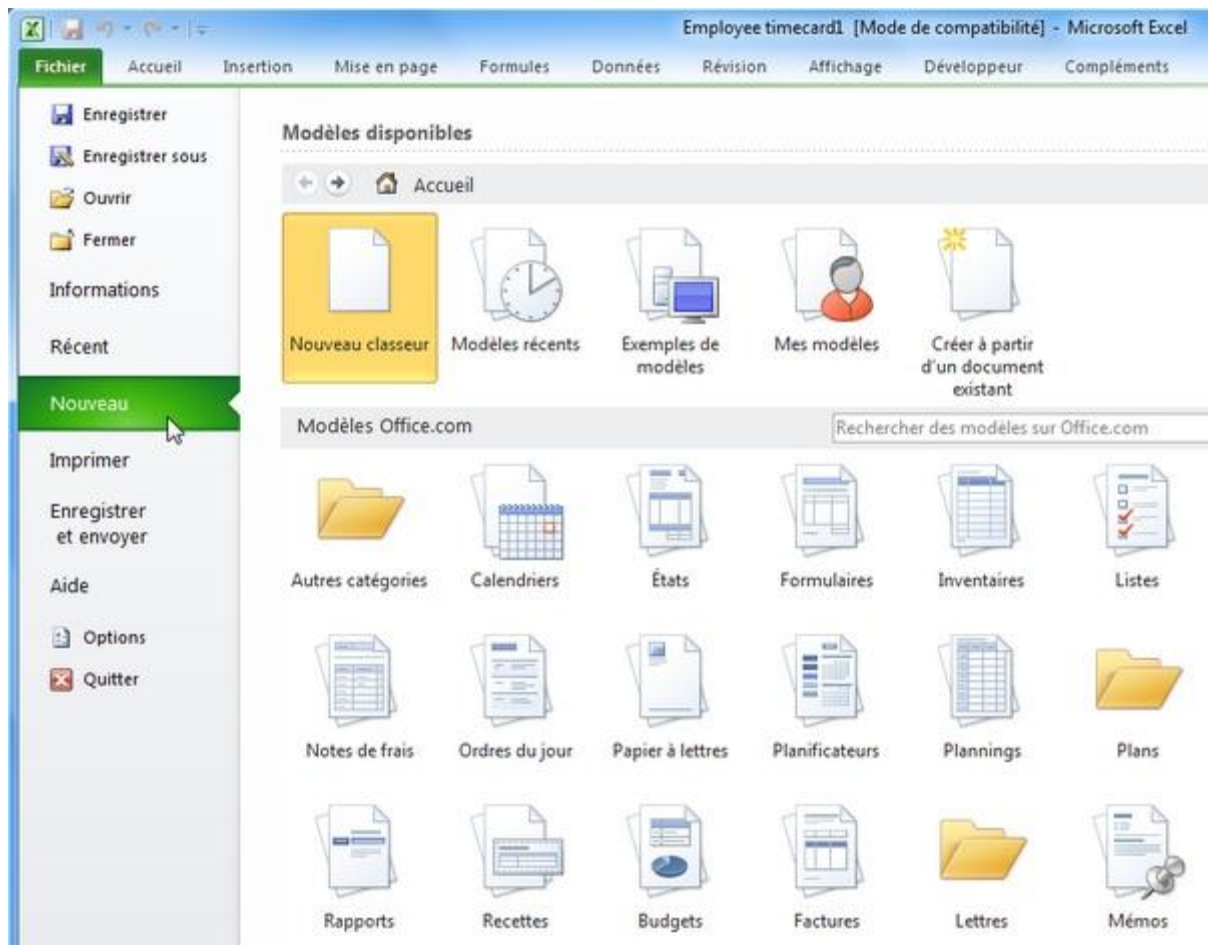 Employee timecard1 [Mode de compatibilité] - Microsoft Excel
Fichier Accueil Insertion Mise en page Formules Données Révision Affichage Développeur Compléments
Enregistrer
Enregistrer sous
Ouvrir
Fermer
Informations
Récent
Nouveau
Imprimer
Enregistrer
et envoyer
Aide
Options
Quitter
Modèles disponibles
Accueil
Nouveau classeur Modèles récents Exemples de Mes modèles Créer à partir
modèles d'un document
existant
Modèles Office.com Rechercher des modèles sur Office.com
Autres catégories Calendriers États Formulaires Inventaires Listes
Notes de frais Ordres du jour Papier à lettres Planificateurs Plannings Plans
Rapports Recettes Budgets Factures Lettres Mémos